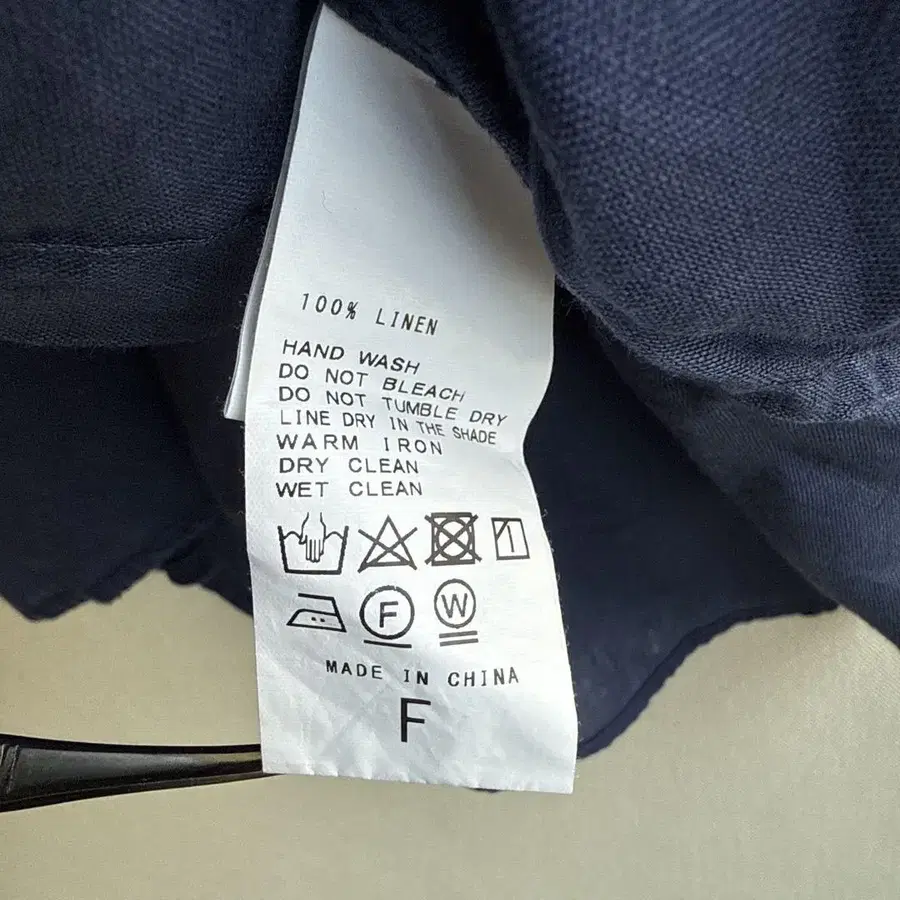 100% LINEN
HAND WASH
DO NOT BLEACH
DO NOT TUMBLE DRY
LINE DRY IN THE SHADE
WARM IRON
DRY CLEAN
WET CLEAN
F W
MADE IN CHINA
F